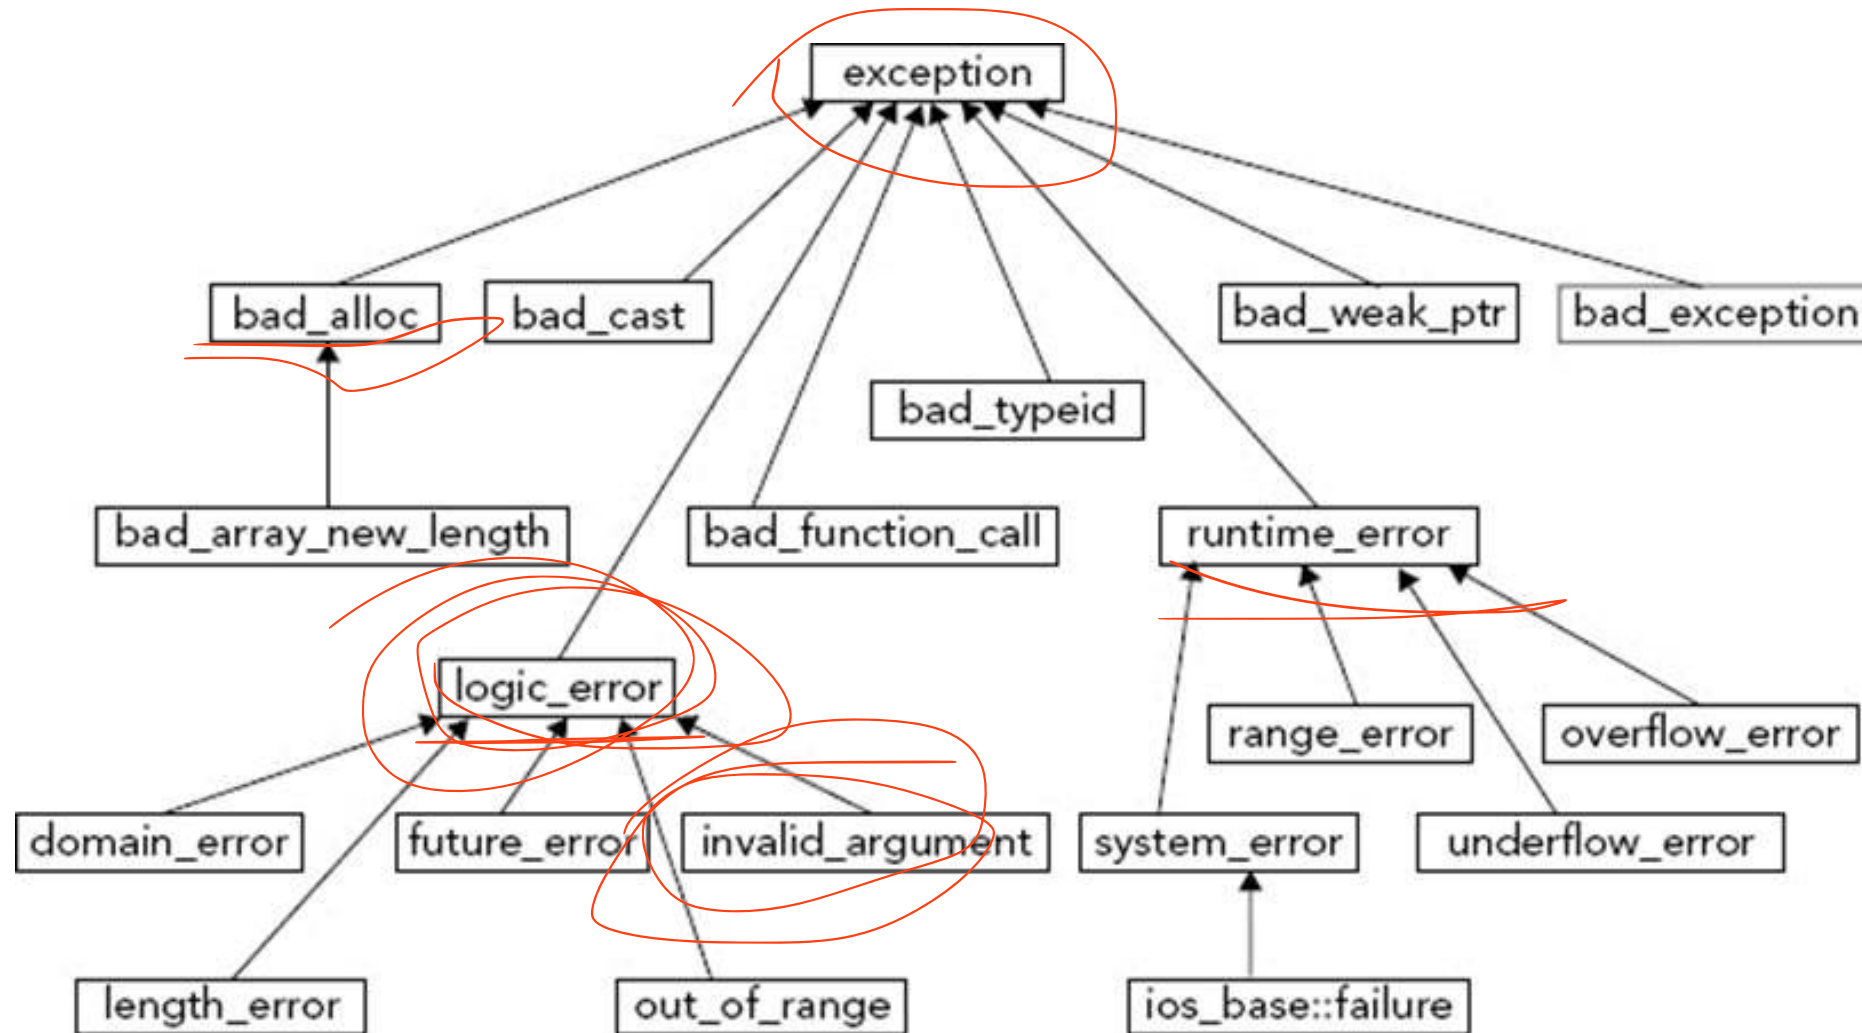 exception
bad_alloc
bad_cast
bad_weak_ptr
bad_exception
bad_typeid
bad_array_new_length
bad_function_call
runtime_error
logic_error
range_error
overflow_error
domain_error
future_error
invalid_argument
system_error
underflow_error
length_error
out_of_range
ios_base::failure